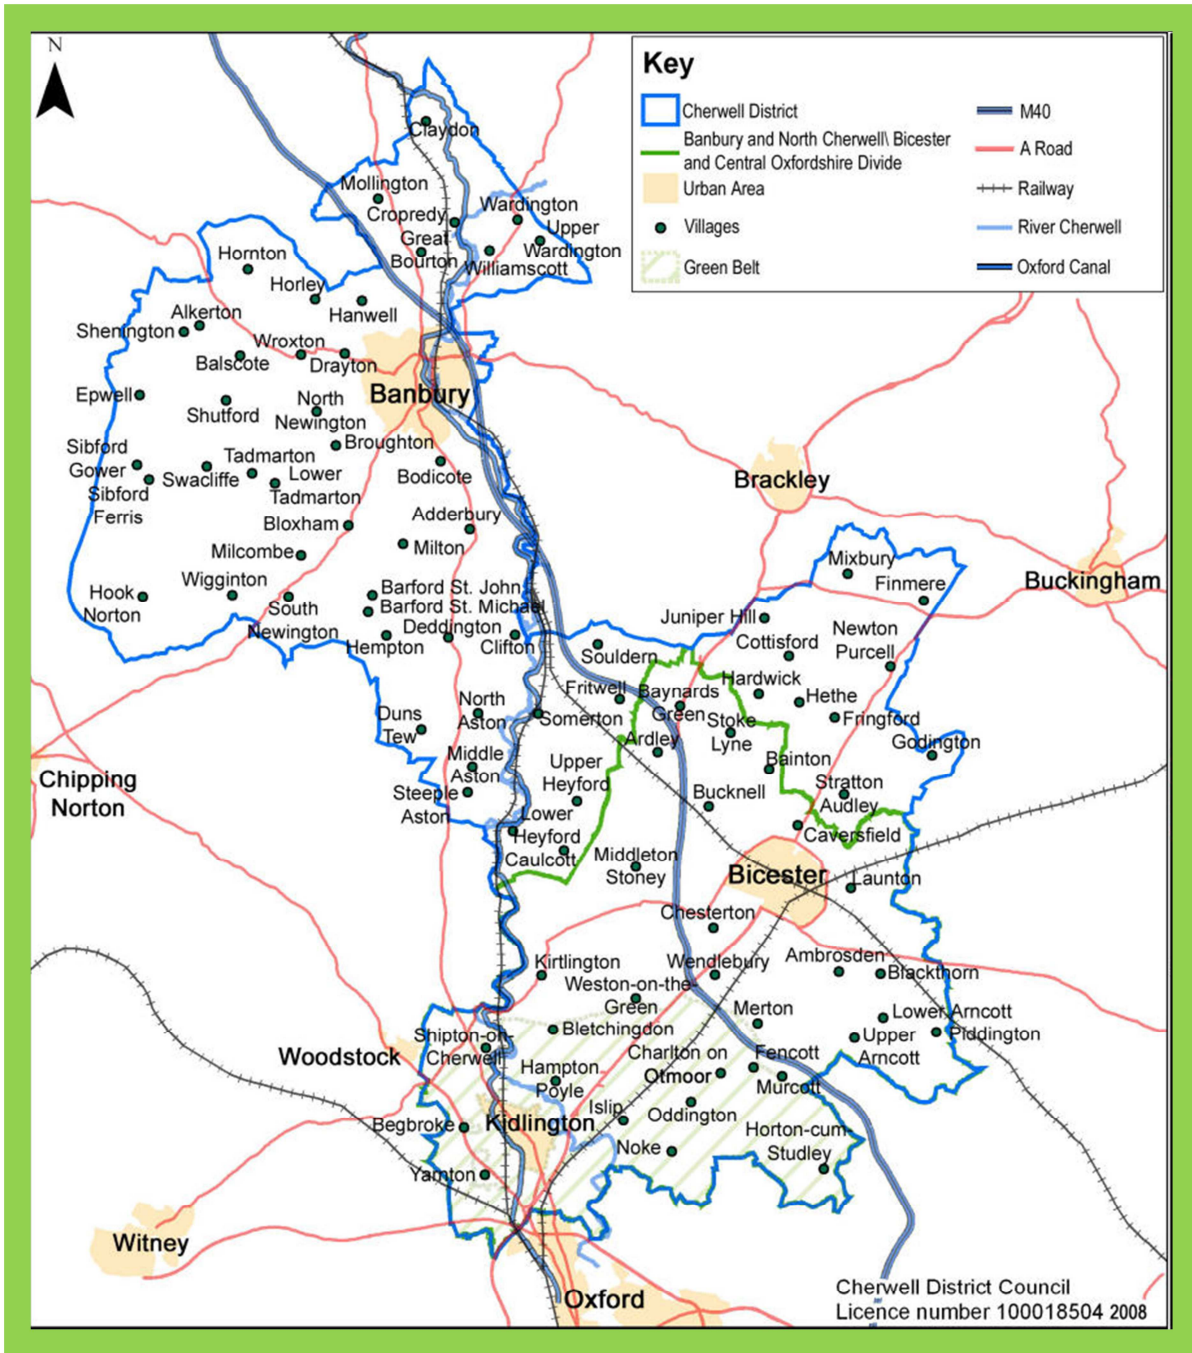 N
Key
Cherwell District
Banbury and North Cherwell\ Bicester
and Central Oxfordshire Divide
Urban Area
Villages
Green Belt
M40
A Road
Railway
River Cherwell
Oxford Canal
Claydon
Mollington
Cropredy
Wardington
Great
Bourton
Upper
Wardington
Williamscott
Hornton
Horley
Hanwell
Alkerton
Shenington
Wroxton
Balscote
Drayton
Banbury
Epwell
Shutford
North
Newington
Broughton
Sibford
Gower
Swacliffe
Tadmarton
Lower
Tadmarton
Sibford
Ferris
Bodicote
Brackley
Bloxham
Adderbury
Milcombe
Milton
Wigginton
Hook
Norton
South
Newington
Barford St. John
Barford St. Michael
Deddington
Hempton
Clifton
Mixbury
Finmere
Buckingham
Juniper Hill
Cottisford
Newton
Purcell
Souldern
Hardwick
Hethe
Fringford
Fritwell
Baynards
Green
Stoke
Lyne
Godington
Duns
Tew
North
Aston
Somerton
Ardley
Bainton
Middle
Aston
Upper
Heyford
Steeple
Aston
Bucknell
Stratton
Audley
Chipping
Norton
Lower
Heyford
Caulcott
Caversfield
Middleton
Stoney
Bicester
Launton
Chesterton
Kirtlington
Wendlebury
Ambrosden
Blackthorn
Weston-on-the-
Green
Merton
Lower Arncott
Piddington
Upper
Arncott
Bletchingdon
Shipton-on-
Cherwell
Woodstock
Hampton
Poyle
Charlton on
Otmoor
Fencott
Murcott
Islip
Oddington
Kidlington
Begbroke
Horton-cum-
Studley
Noke
Yarnton
Witney
Oxford
Cherwell District Council
Licence number 100018504 2008